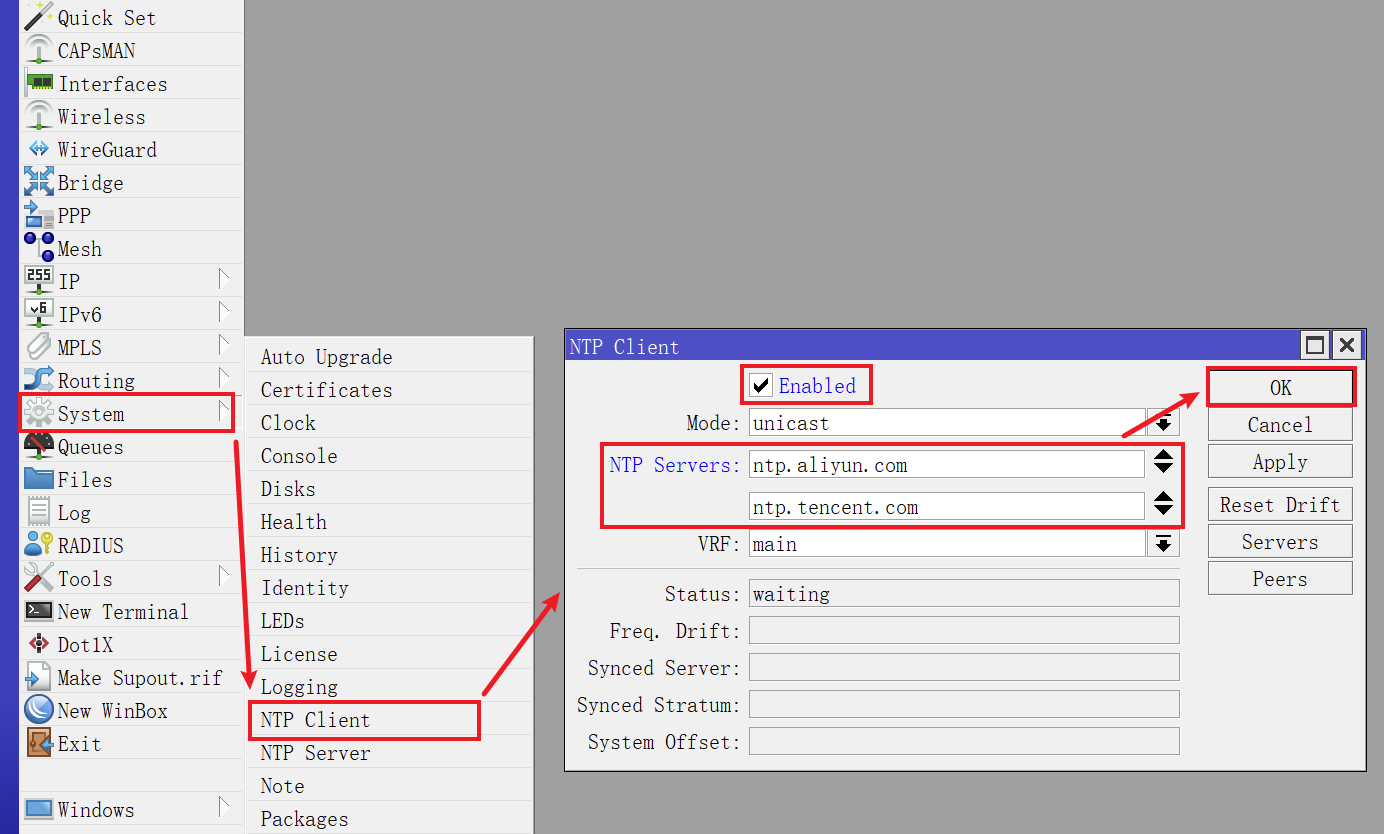 Quick Set
CAPsMAN
Interfaces
Wireless
WireGuard
Bridge
PPP
Mesh
255 IP
v6 IPv6
MPLS
Routing
System
Queues
Files
Log
RADIUS
Tools
New Terminal
Dot1X
Make Supout.rif
New WinBox
Exit
Windows
Auto Upgrade
Certificates
Clock
Console
Disks
Health
History
Identity
LEDs
License
Logging
NTP Client
NTP Server
Note
Packages
NTP Client
Enabled
Mode: unicast
NTP Servers: ntp.aliyun.com
ntp.tencent.com
VRF: main
Status: waiting
Freq. Drift:
Synced Server:
Synced Stratum:
System Offset:
OK
Cancel
Apply
Reset Drift
Servers
Peers